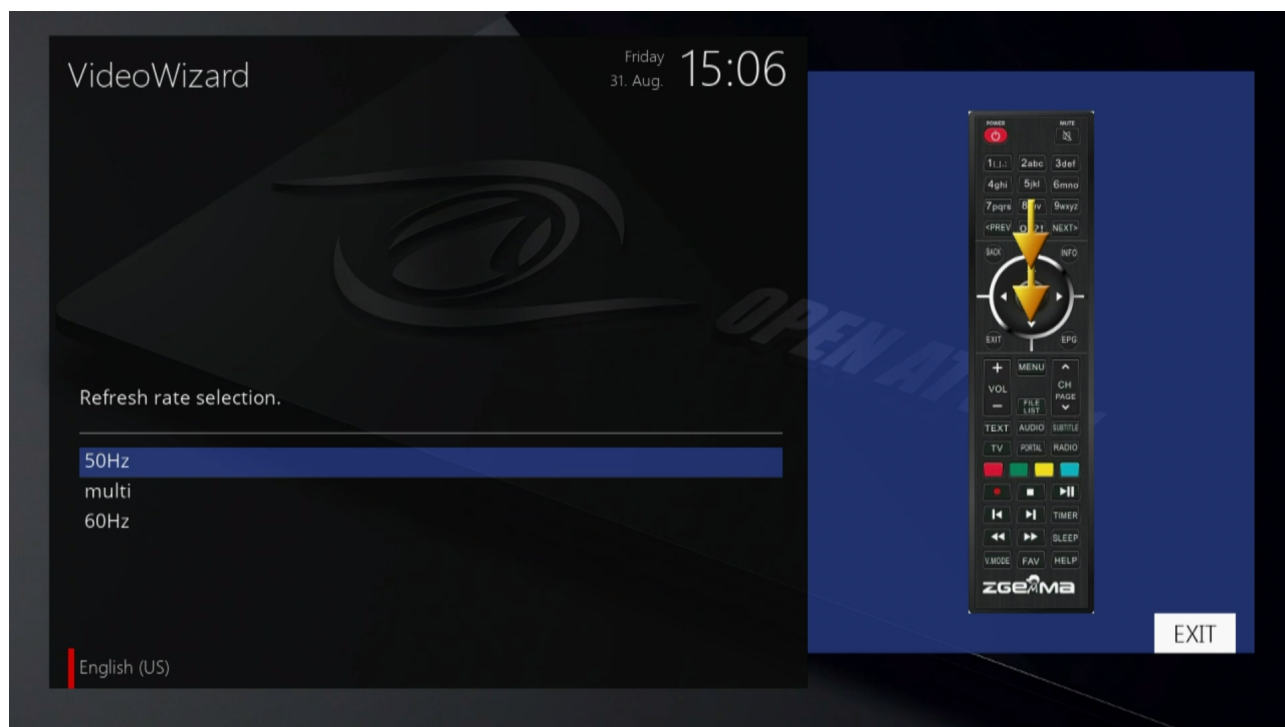 VideoWizard
Friday
31. Aug.
15:06
Refresh rate selection.
50Hz
multi
60Hz
English (US)
OPEN AT
POWER MUTE
2abc 3def
4ghi 5jkl 6mno
7pqrs 9wxyz
<PREV NEXT>
BACK INFO
EXIT EPG
+ MENU
VOL CH
PAGE
- FILE
LIST
TEXT AUDIO SUBTITLE
TV PORTAL RADIO
TIMER
SLEEP
V.MODE FAV HELP
ZGEMMA
EXIT